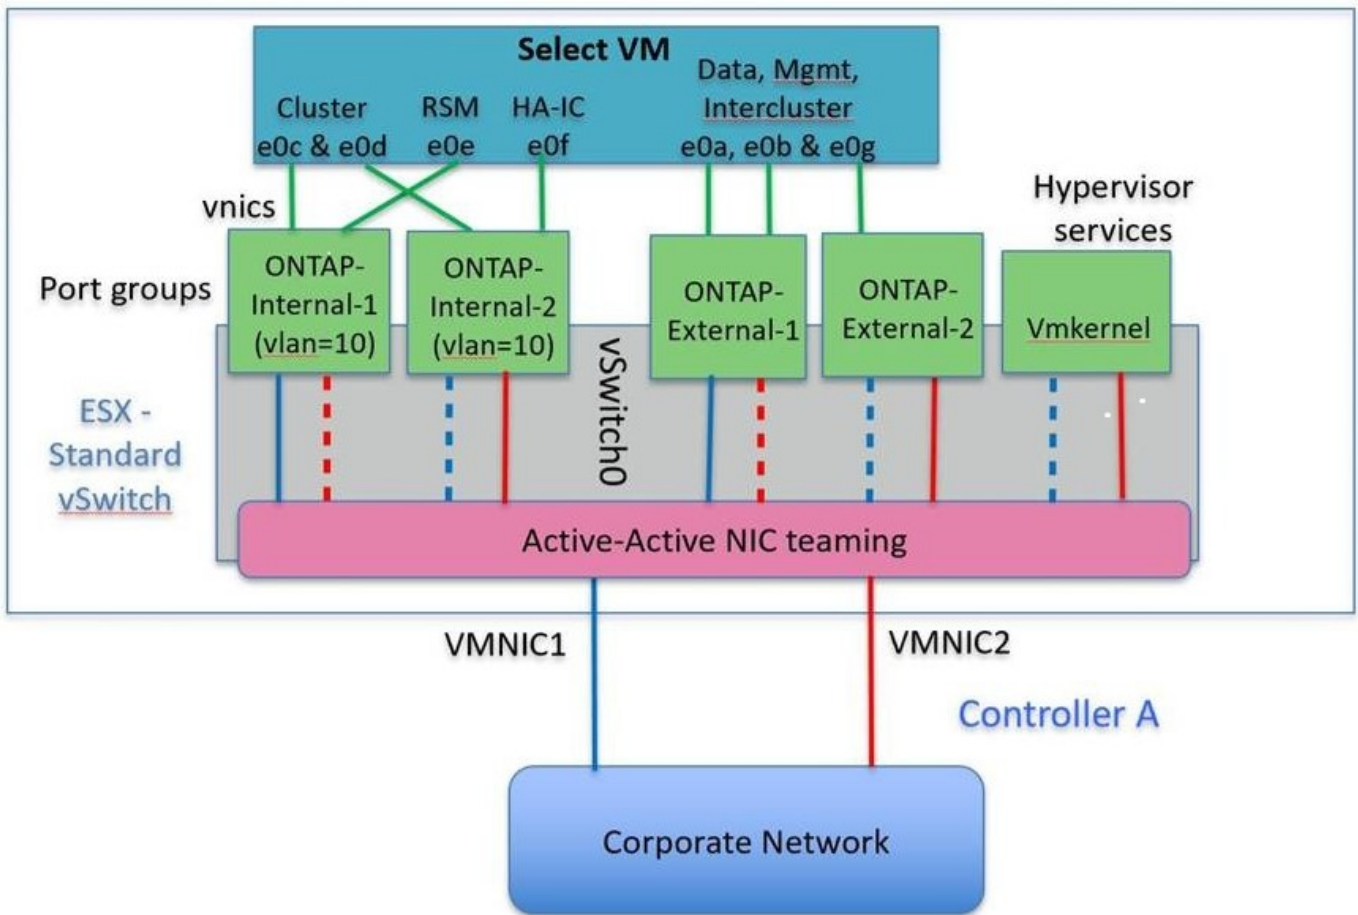 Select VM
Cluster
e0c & e0d
RSM
e0e
HA-IC
e0f
Data, Mgmt,
Intercluster
e0a, e0b & e0g
vnics
Hypervisor
services
Port groups
ONTAP-
Internal-1
(vlan=10)
ONTAP-
Internal-2
(vlan=10)
ONTAP-
External-1
ONTAP-
External-2
Vmkernel
ESX -
Standard
vSwitch
vSwitch0
Active-Active NIC teaming
VMNIC1
VMNIC2
Controller A
Corporate Network